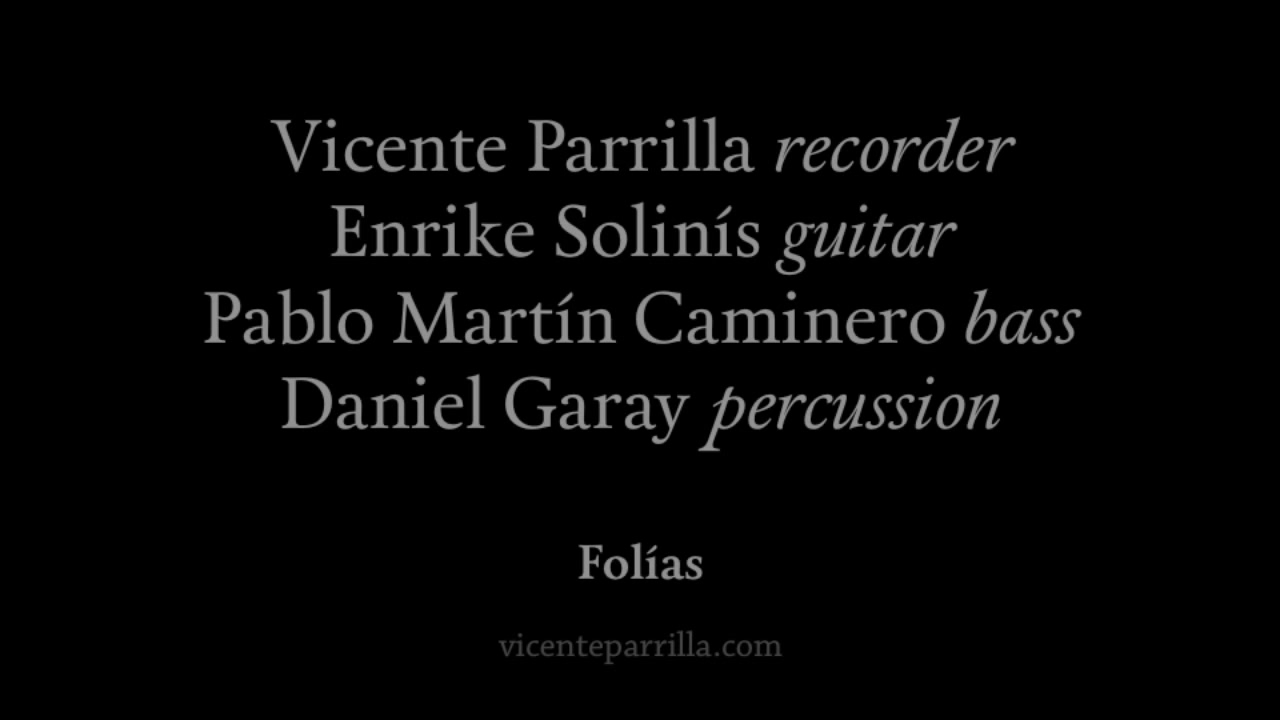 Vicente Parrilla recorder
Enrike Solinís guitar
Pablo Martín Caminero bass
Daniel Garay percussion
Folías
vicenteparrilla.com